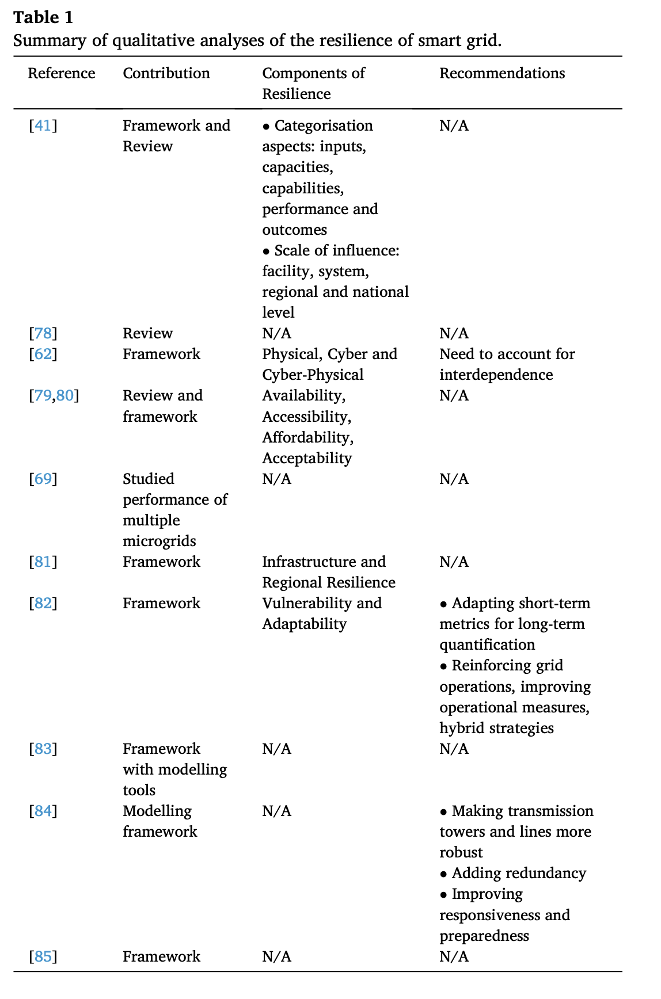 Table 1
Summary of qualitative analyses of the resilience of smart grid.
Reference Contribution Components of Resilience Recommendations
[41] Framework and Review
• Categorisation
aspects: inputs,
capacities,
capabilities,
performance and
outcomes
• Scale of influence:
facility, system,
regional and national
level
N/A
[78] Review N/A N/A
[62] Framework
Physical, Cyber and
Cyber-Physical
Need to account for
interdependence
[79,80]
Review and
framework
Availability,
Accessibility,
Affordability,
Acceptability
N/A
[69]
Studied
performance of
multiple
microgrids
N/A N/A
[81] Framework
Infrastructure and
Regional Resilience
N/A
[82] Framework
Vulnerability and
Adaptability
• Adapting short-term
metrics for long-term
quantification
• Reinforcing grid
operations, improving
operational measures,
hybrid strategies
[83]
Framework
with modelling
tools
N/A N/A
[84]
Modelling
framework
N/A
• Making transmission
towers and lines more
robust
• Adding redundancy
• Improving
responsiveness and
preparedness
[85] Framework N/A N/A